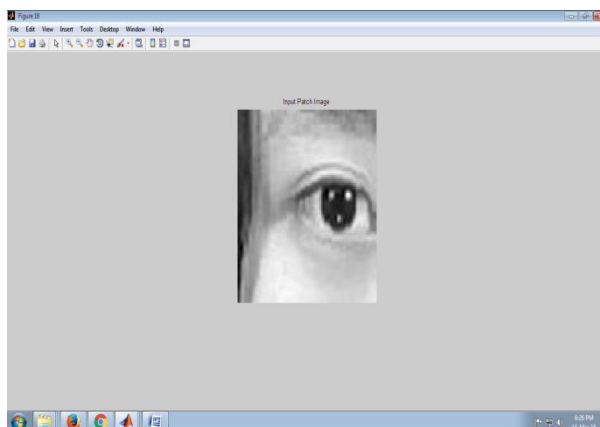 Figure 18
File Edit View Insert Tools Desktop Window Help
Input Patch Image
6:26 PM